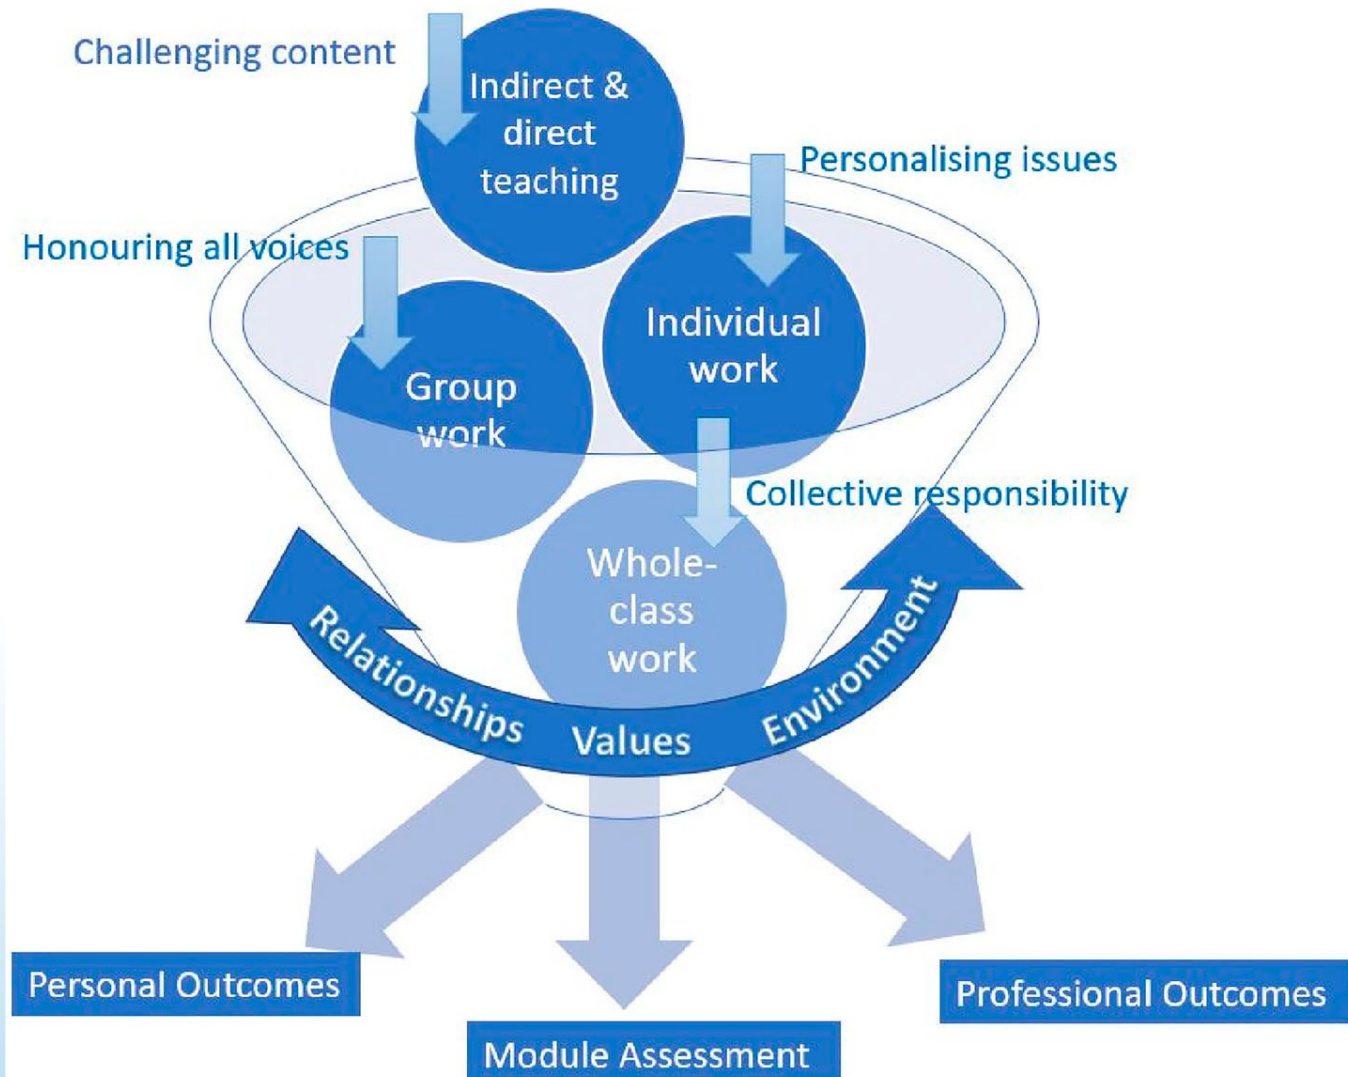 Challenging content
Indirect &
direct
teaching
Personalising issues
Honouring all voices
Individual
work
Group
work
Collective responsibility
Whole-
class
work
Relationships
Values
Environment
Personal Outcomes
Module Assessment
Professional Outcomes